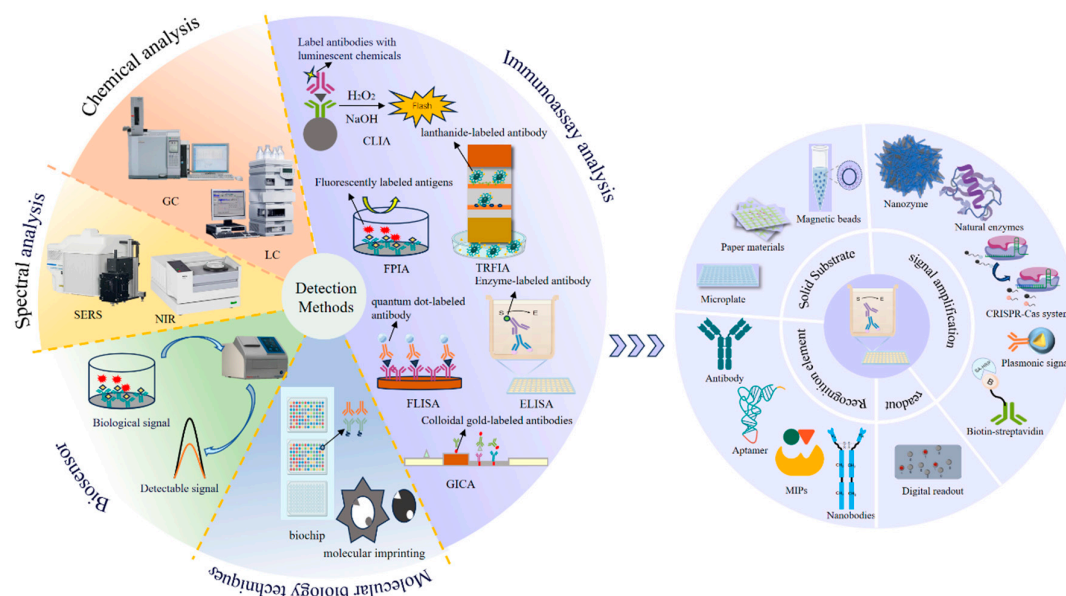 Chemical analysis
GC
LC
Spectral analysis
SERS
NIR
Biosensor
Biological signal
Detectable signal
Molecular biology techniques
biochip
molecular imprinting
Detection
Methods
Immunoassay analysis
Label antibodies with
luminescent chemicals
H₂O₂
NaOH
Flash
CLIA
lanthanide-labeled antibody
Fluorescently labeled antigens
FPIA
TRFIA
Enzyme-labeled antibody
S
E
quantum dot-labeled
antibody
FLISA
ELISA
Colloidal gold-labeled antibodies
GICA
Solid Substrate
Magnetic beads
Paper materials
Microplate
signal amplification
Nanozyme
Natural enzymes
CRISPR-Cas system
Plasmonic signal
B
Biotin-streptavidin
readout
Digital readout
Recognition element
Antibody
Aptamer
MIPs
Nanobodies
S
E